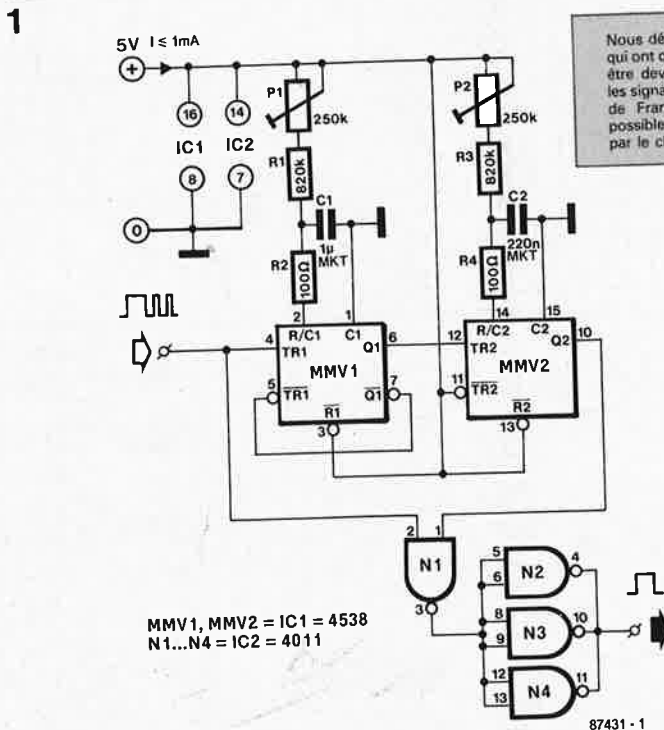 1
5V I ≤ 1mA
+
16
14
IC1 IC2
8
7
0
P1
250k
R1
820k
C1
1µ
MKT
R2
100Ω
P2
250k
R3
820k
C2
220n
MKT
R4
100Ω
Nous
qui ont
être
les
de
possible
par le
2
1
R/C1 C1
4
TR1
Q1
6
MMV1
5
TR1
Q1
7
R1
3
14
15
R/C2 C2
12
TR2
Q2
10
MMV2
11
TR2
R2
13
2
1
N1
3
5
6
N2
4
8
9
N3
10
12
13
N4
11
MMV1, MMV2 = IC1 = 4538
N1...N4 = IC2 = 4011
87431 - 1